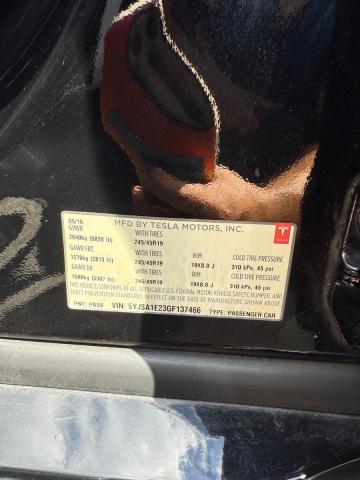 MFD BY TESLA MOTORS, INC.
05/16
GVWR WITH TIRES
2640kg (5820 lb) 245/45R19
GAWR FRT WITH TIRES RIM COLD TIRE PRESSURE
1276kg (2813 lb) 245/45R19 19X8.0 J 310 kPa, 45 psi
GAWR RR WITH TIRES RIM COLD TIRE PRESSURE
1500kg (3307 lb) 245/45R19 19X8.0 J 310 kPa, 45 psi
THIS VEHICLE CONFORMS TO ALL APPLICABLE FEDERAL MOTOR VEHICLE SAFETY, BUMPER, AND
THEFT PREVENTION STANDARDS IN EFFECT ON THE DATE OF MANUFACTURE SHOWN ABOVE.
PNT: PBSB VIN: 5YJSA1E23GF137466 TYPE: PASSENGER CAR